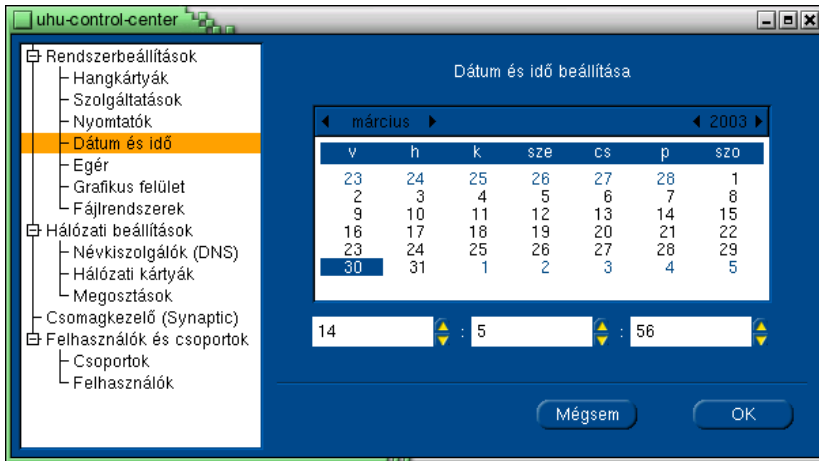 uhu-control-center
Rendszerbeállítások
Hangkártyák
Szolgáltatások
Nyomtatók
Dátum és idő
Egér
Grafikus felület
Fájlrendszerek
Hálózati beállítások
Névkiszolgálók (DNS)
Hálózati kártyák
Megosztások
Csomagkezelő (Synaptic)
Felhasználók és csoportok
Csoportok
Felhasználók
Dátum és idő beállítása
március 2003
v h k sze cs p szo
23 24 25 26 27 28 1
2 3 4 5 6 7 8
9 10 11 12 13 14 15
16 17 18 19 20 21 22
23 24 25 26 27 28 29
30 31 1 2 3 4 5
14 : 5 : 56
Mégsem OK